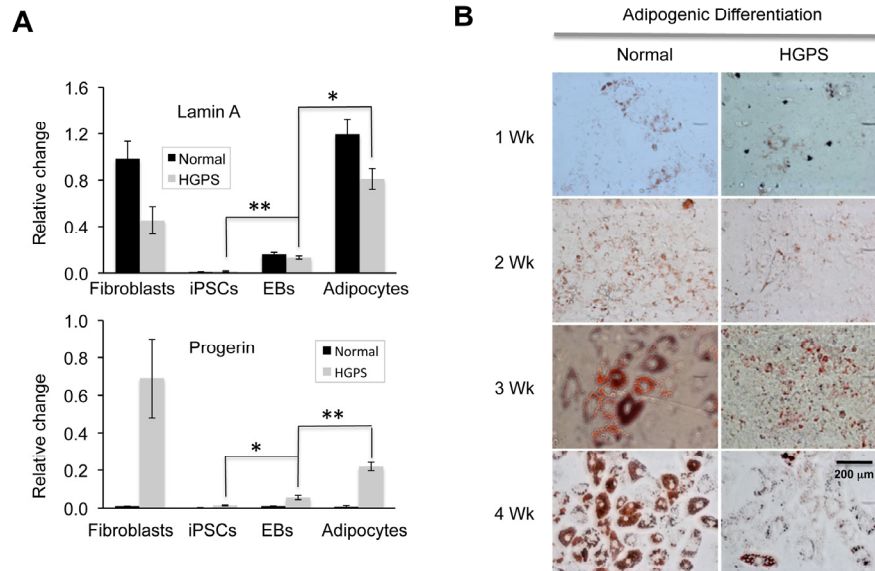 A
Lamin A
Relative change
1.6
1.2
0.8
0.4
0.0
Normal
HGPS
**
*
Fibroblasts iPSCs EBs Adipocytes
Progerin
Relative change
1.0
0.8
0.6
0.4
0.2
0.0
Normal
HGPS
*
**
Fibroblasts iPSCs EBs Adipocytes
B
Adipogenic Differentiation
Normal HGPS
1 Wk
2 Wk
3 Wk
4 Wk
200 µm